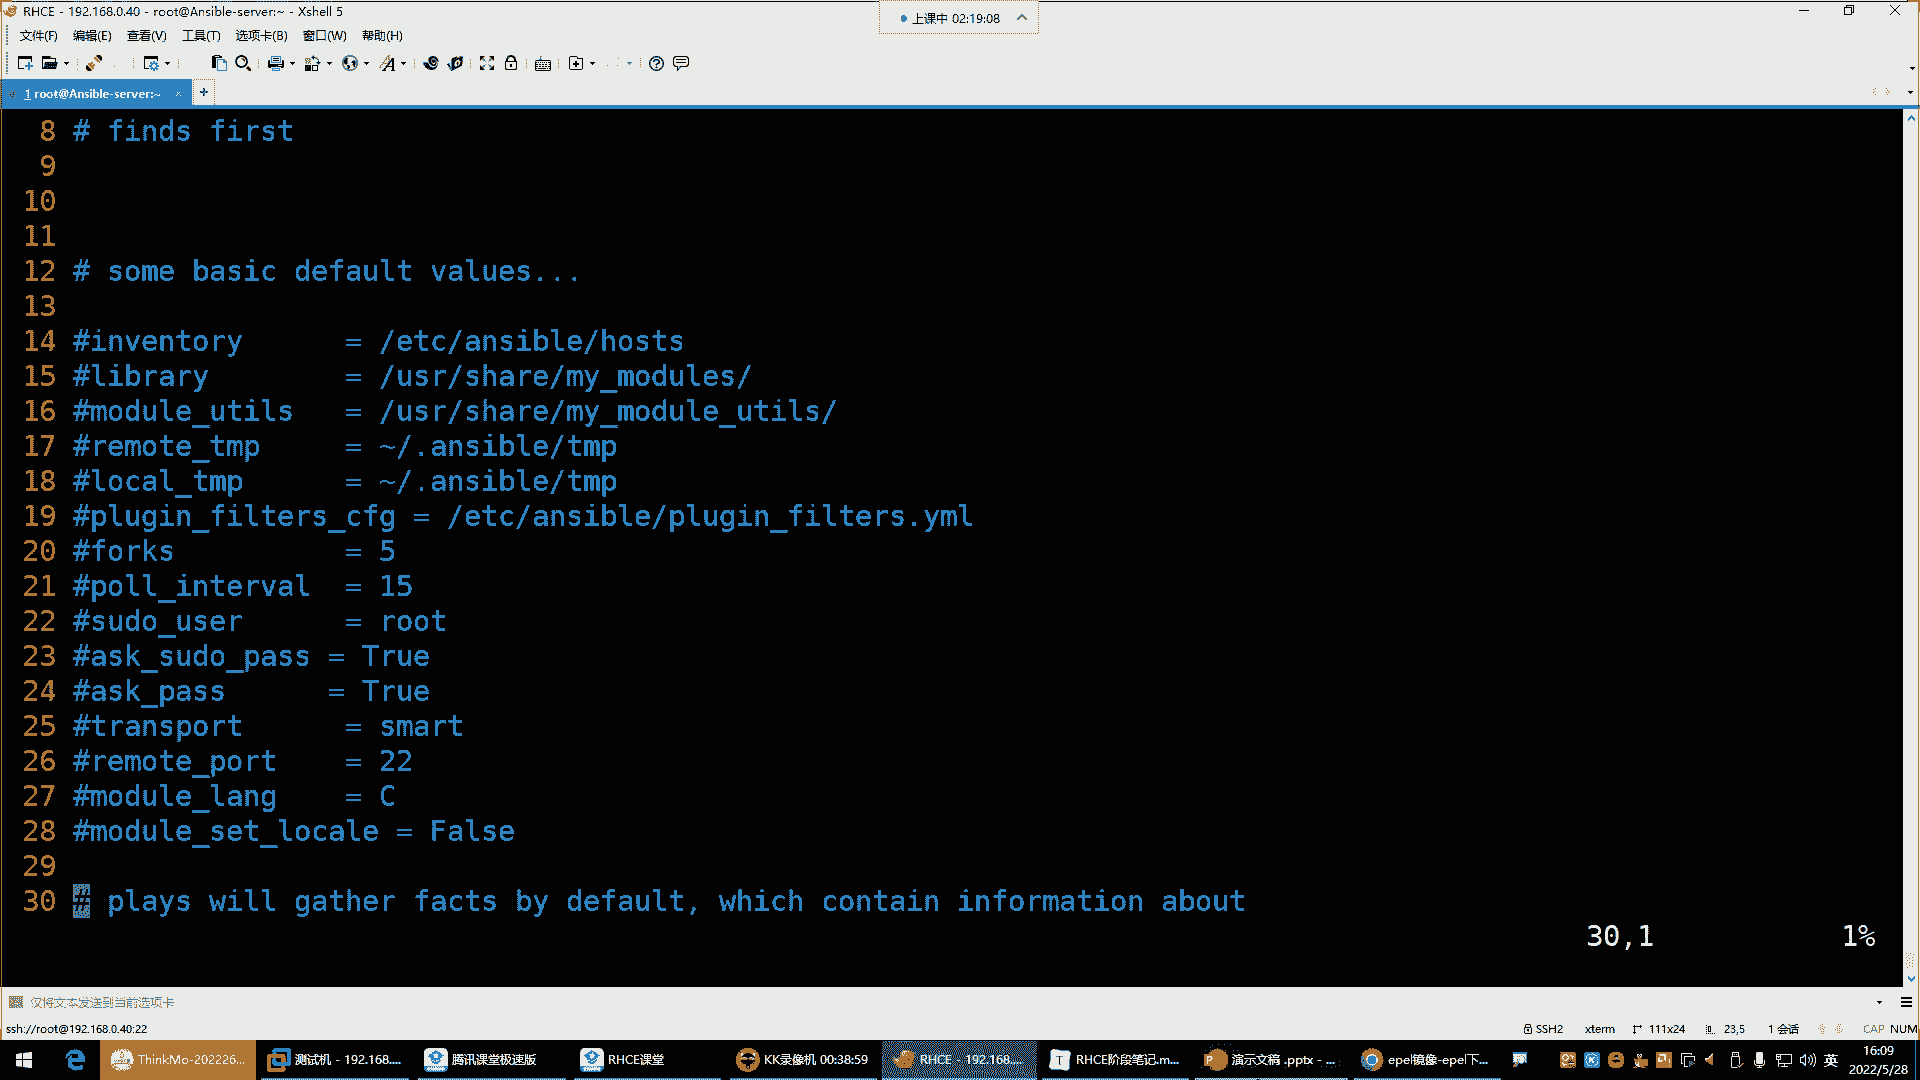 RHCE - 192.168.0.40 - root@Ansible-server:~ - Xshell 5
上课中 02:19:08
文件(F) 编辑(E) 查看(V) 工具(T) 选项卡(B) 窗口(W) 帮助(H)
1 root@Ansible-server:~
8 # finds first
9
10
11
12 # some basic default values...
13
14 #inventory      = /etc/ansible/hosts
15 #library        = /usr/share/my_modules/
16 #module_utils   = /usr/share/my_module_utils/
17 #remote_tmp     = ~/.ansible/tmp
18 #local_tmp      = ~/.ansible/tmp
19 #plugin_filters_cfg = /etc/ansible/plugin_filters.yml
20 #forks          = 5
21 #poll_interval  = 15
22 #sudo_user      = root
23 #ask_sudo_pass = True
24 #ask_pass      = True
25 #transport      = smart
26 #remote_port    = 22
27 #module_lang    = C
28 #module_set_locale = False
29
30 # plays will gather facts by default, which contain information about
30,1 1%
仅将文本发送到当前选项卡
ssh://root@192.168.0.40:22 SSH2 xterm 111x24 23,5 1 会话 CAP NUM
ThinkMo-202226... 测试机 - 192.168.... 腾讯课堂极速版 RHCE课堂 KK录像机 00:38:59 RHCE - 192.168.... RHCE阶段笔记.m... 演示文稿 .pptx - ... epel镜像-epel下... 英 16:09
2022/5/28